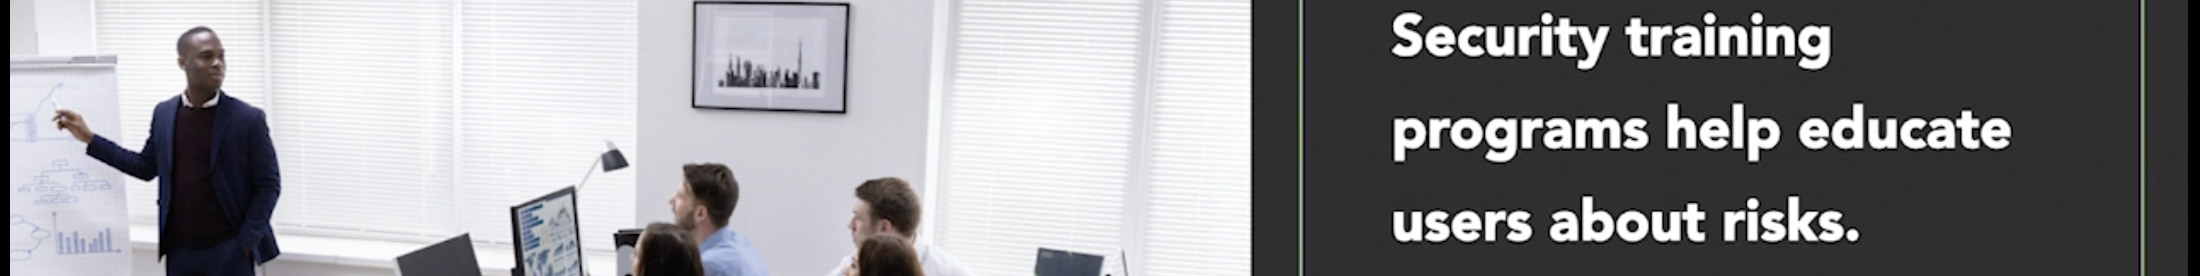 Security training
programs help educate
users about risks.